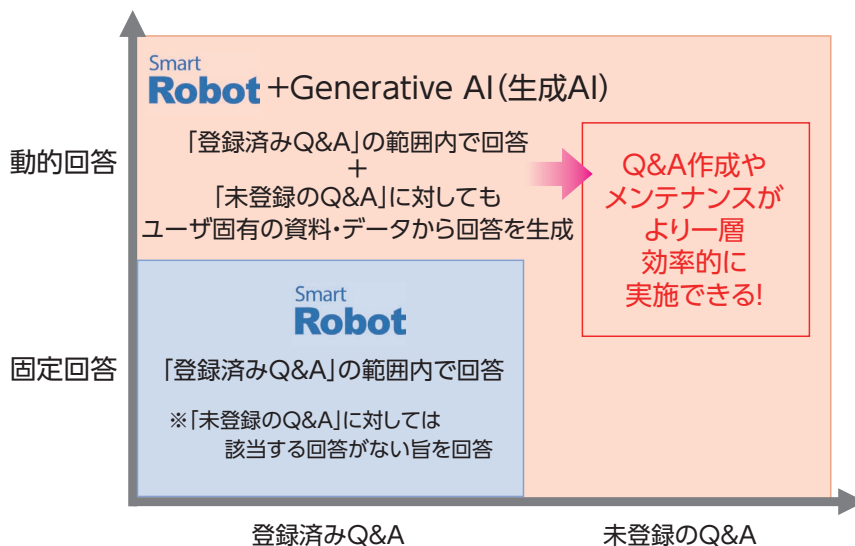 Smart
Robot +Generative AI(生成AI)
動的回答
「登録済みQ&A」の範囲内で回答
+
「未登録のQ&A」に対しても
ユーザ固有の資料・データから回答を生成
Q&A作成や
メンテナンスが
より一層
効率的に
実施できる!
Smart
Robot
固定回答
「登録済みQ&A」の範囲内で回答
※「未登録のQ&A」に対しては
該当する回答がない旨を回答
登録済みQ&A
未登録のQ&A